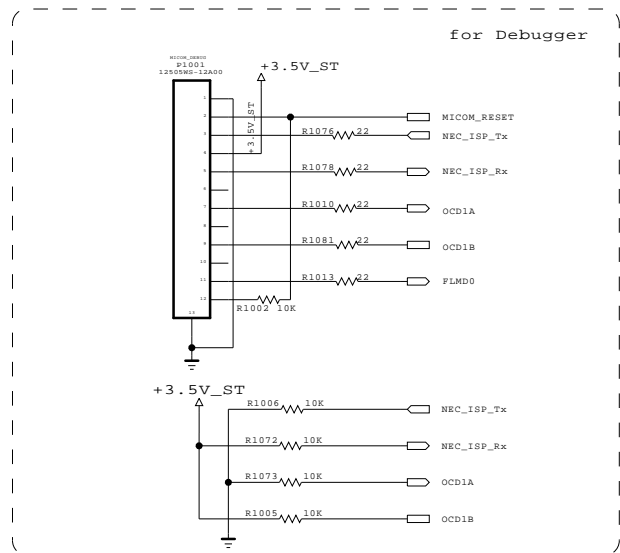 for Debugger
MICOM_DEBUG
P1001
12505WS-12A00
+3.5V_ST
1
2
MICOM_RESET
3
R1076
22
NEC_ISP_Tx
4
+3.5V_ST
5
R1078
22
NEC_ISP_Rx
6
7
R1010
22
OCD1A
8
9
R1081
22
OCD1B
10
11
R1013
22
FLMD0
12
R1002 10K
13
+3.5V_ST
R1006
10K
NEC_ISP_Tx
R1072
10K
NEC_ISP_Rx
R1073
10K
OCD1A
R1005
10K
OCD1B